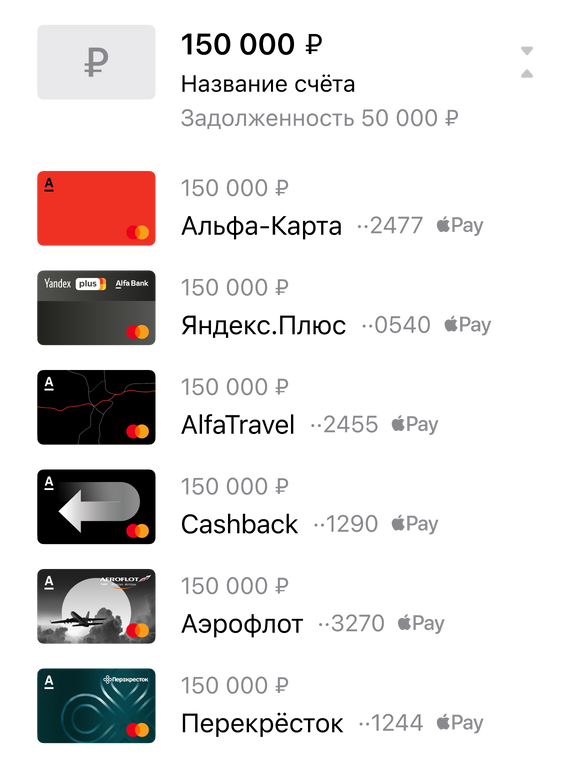 ₽
150 000 ₽
Название счёта
Задолженность 50 000 ₽
А
150 000 ₽
Альфа-Карта ··2477 Pay
Yandex plus Alfa Bank
150 000 ₽
Яндекс.Плюс ··0540 Pay
А
150 000 ₽
AlfaTravel ··2455 Pay
А
150 000 ₽
Cashback ··1290 Pay
А
AEROFLOT
150 000 ₽
Аэрофлот ··3270 Pay
А
Перекрёсток
150 000 ₽
Перекрёсток ··1244 Pay